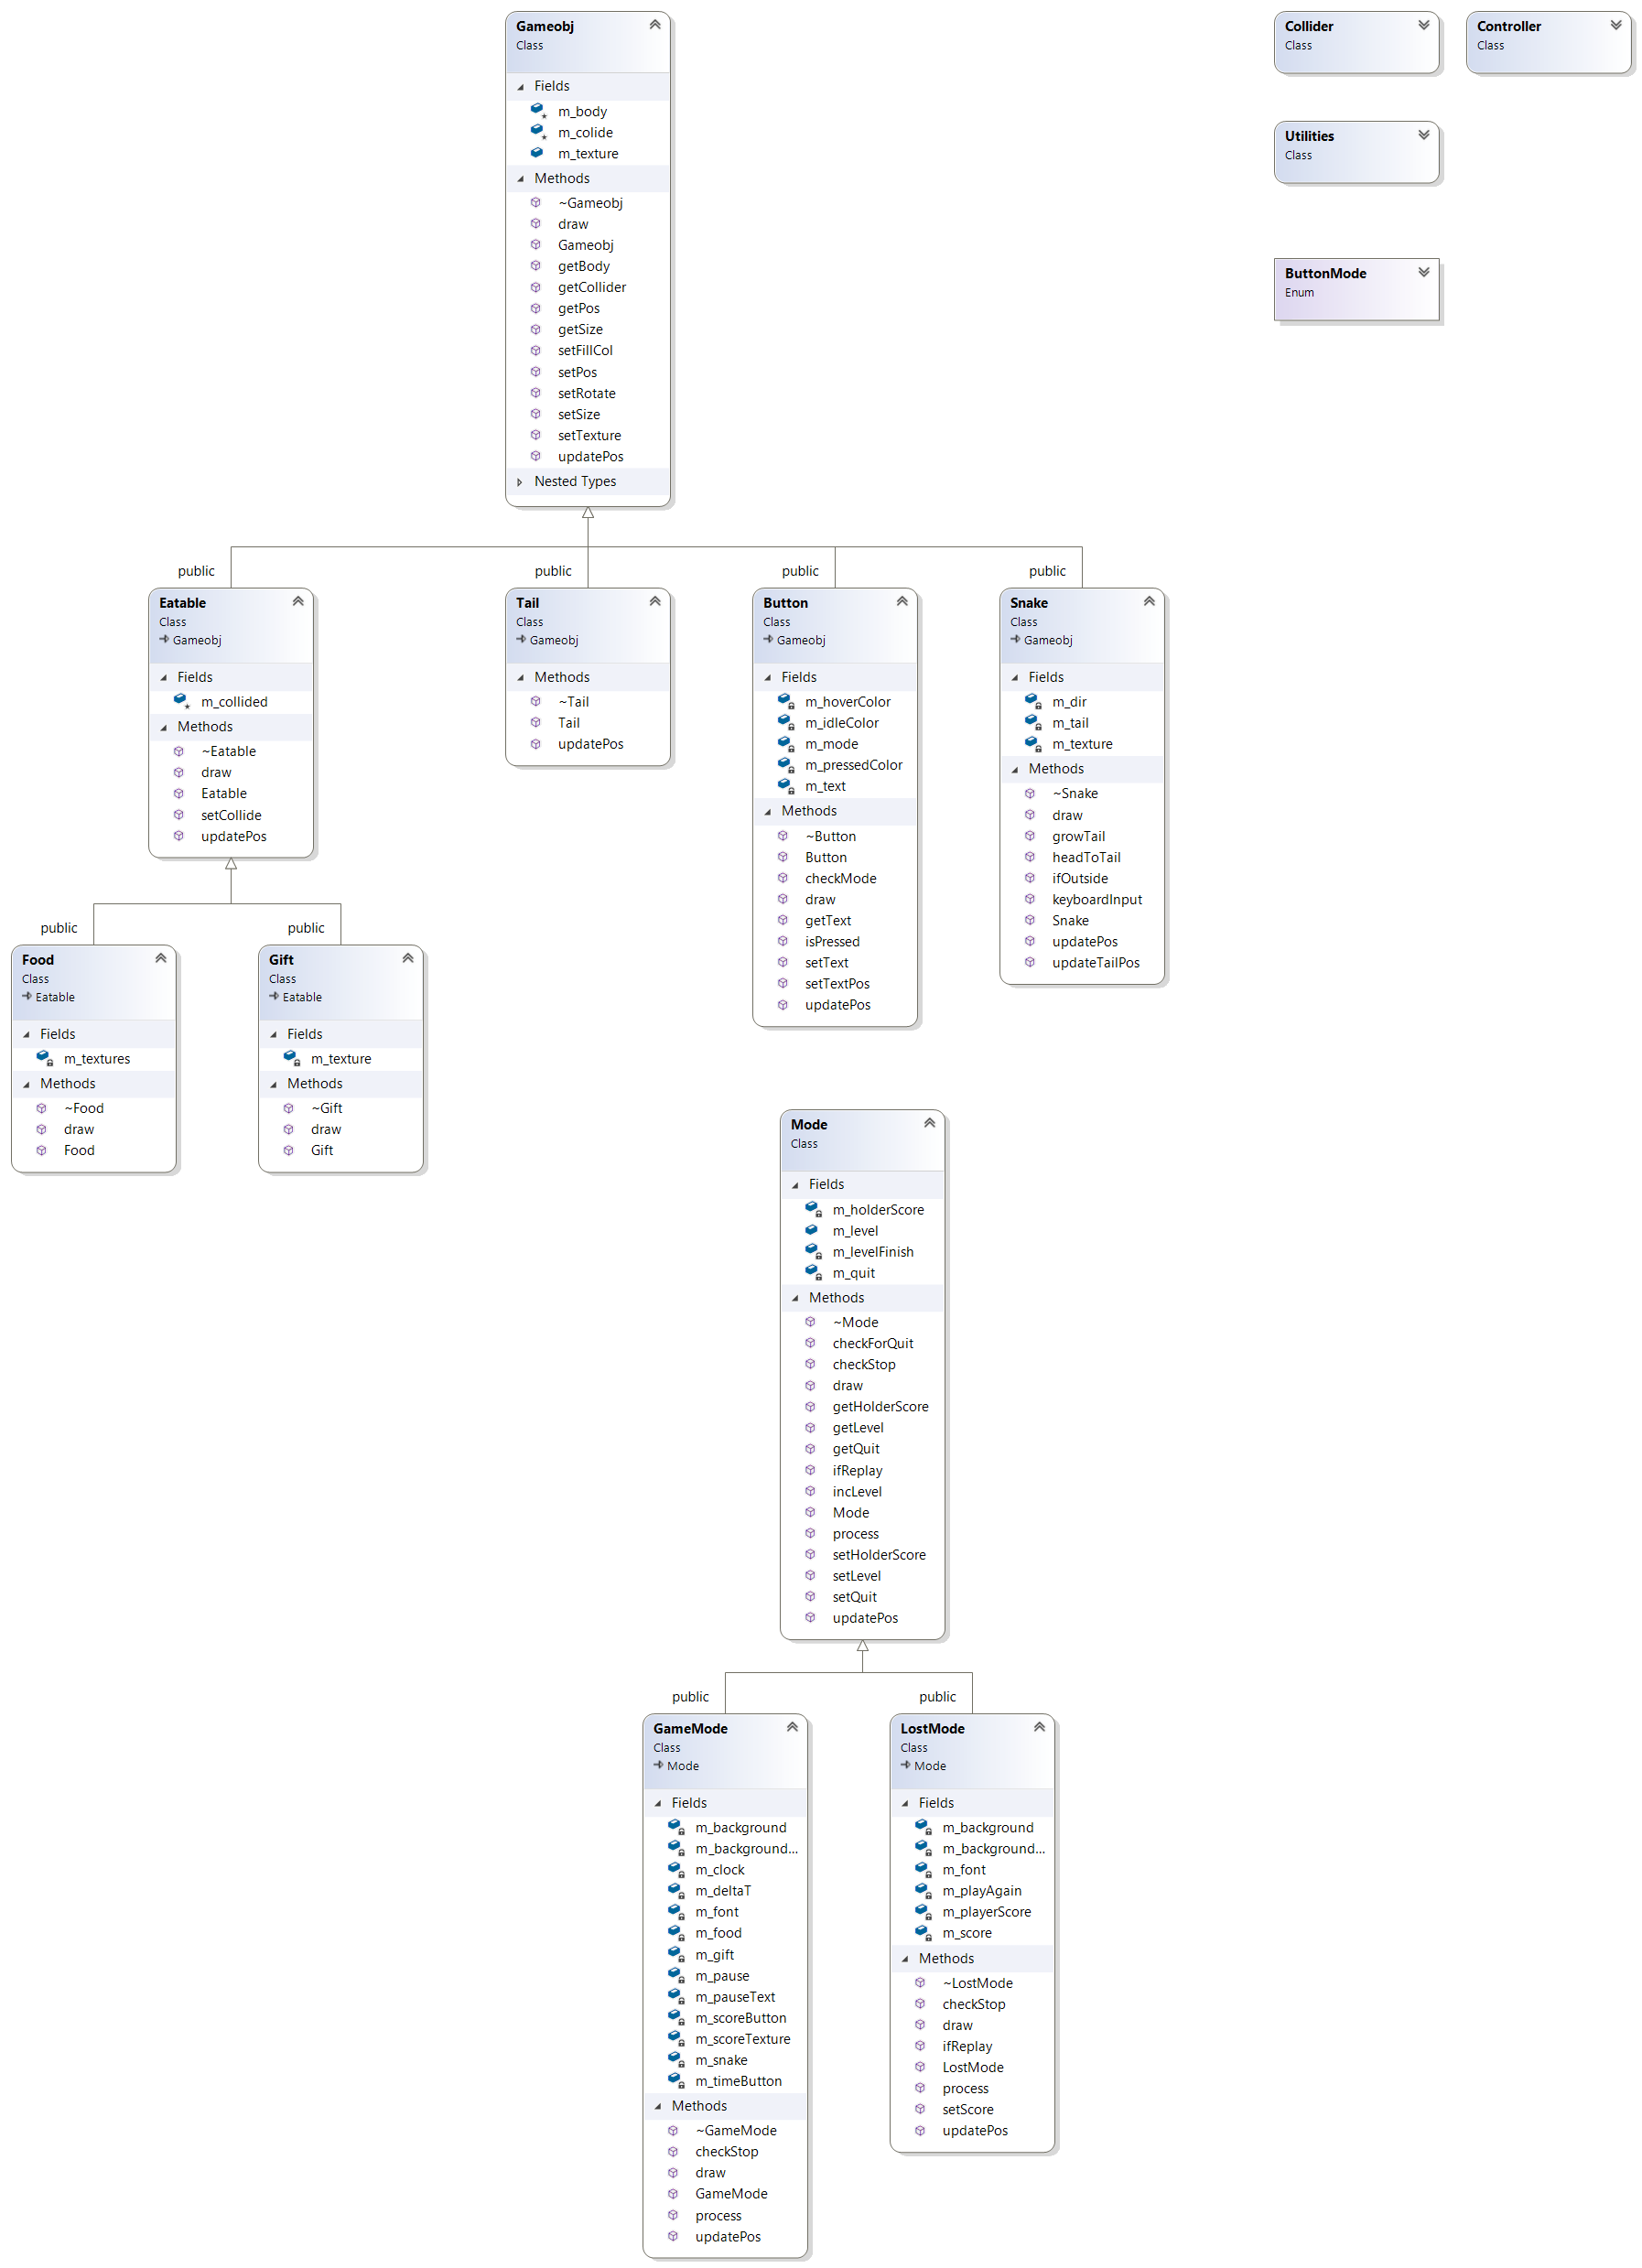 Gameobj
Class
Fields
m_body
m_colide
m_texture
Methods
~Gameobj
draw
Gameobj
getBody
getCollider
getPos
getSize
setFillCol
setPos
setRotate
setSize
setTexture
updatePos
Nested Types
Collider
Class
Controller
Class
Utilities
Class
ButtonMode
Enum
public
Eatable
Class
Gameobj
Fields
m_collided
Methods
~Eatable
draw
Eatable
setCollide
updatePos
public
Tail
Class
Gameobj
Methods
~Tail
Tail
updatePos
public
Button
Class
Gameobj
Fields
m_hoverColor
m_idleColor
m_mode
m_pressedColor
m_text
Methods
~Button
Button
checkMode
draw
getText
isPressed
setText
setTextPos
updatePos
public
Snake
Class
Gameobj
Fields
m_dir
m_tail
m_texture
Methods
~Snake
draw
growTail
headToTail
ifOutside
keyboardInput
Snake
updatePos
updateTailPos
public
Food
Class
Eatable
Fields
m_textures
Methods
~Food
draw
Food
public
Gift
Class
Eatable
Fields
m_texture
Methods
~Gift
draw
Gift
Mode
Class
Fields
m_holderScore
m_level
m_levelFinish
m_quit
Methods
~Mode
checkForQuit
checkStop
draw
getHolderScore
getLevel
getQuit
ifReplay
incLevel
Mode
process
setHolderScore
setLevel
setQuit
updatePos
public
GameMode
Class
Mode
Fields
m_background
m_background...
m_clock
m_deltaT
m_font
m_food
m_gift
m_pause
m_pauseText
m_scoreButton
m_scoreTexture
m_snake
m_timeButton
Methods
~GameMode
checkStop
draw
GameMode
process
updatePos
public
LostMode
Class
Mode
Fields
m_background
m_background...
m_font
m_playAgain
m_playerScore
m_score
Methods
~LostMode
checkStop
draw
ifReplay
LostMode
process
setScore
updatePos